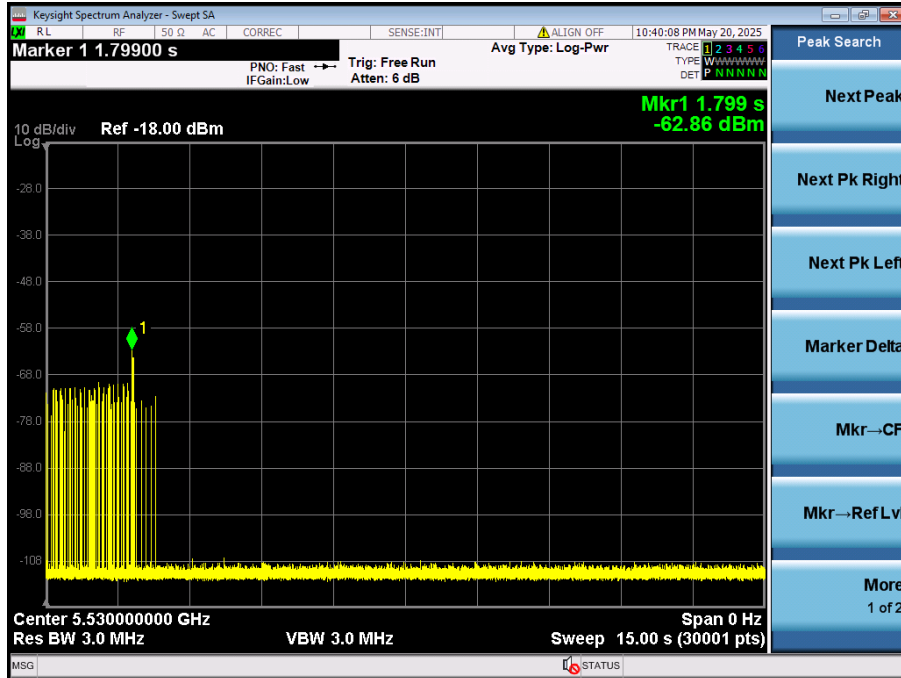 Keysight Spectrum Analyzer - Swept SA
LXI RL RF 50 Ω AC CORREC SENSE:INT ALIGN OFF 10:40:08 PM May 20, 2025
Marker 1 1.79900 s
PNO: Fast
IFGain:Low
Trig: Free Run
Atten: 6 dB
Avg Type: Log-Pwr
TRACE 1 2 3 4 5 6
TYPE WWWWWW
DET P N N N N N
Mkr1 1.799 s
-62.86 dBm
10 dB/div Ref -18.00 dBm
Log
-28.0
-38.0
-48.0
-58.0
-68.0
-78.0
-88.0
-98.0
-108
1
Center 5.530000000 GHz Span 0 Hz
Res BW 3.0 MHz VBW 3.0 MHz Sweep 15.00 s (30001 pts)
MSG STATUS
Peak Search
Next Peak
Next Pk Right
Next Pk Left
Marker Delta
Mkr→CF
Mkr→Ref Lvl
More
1 of 2